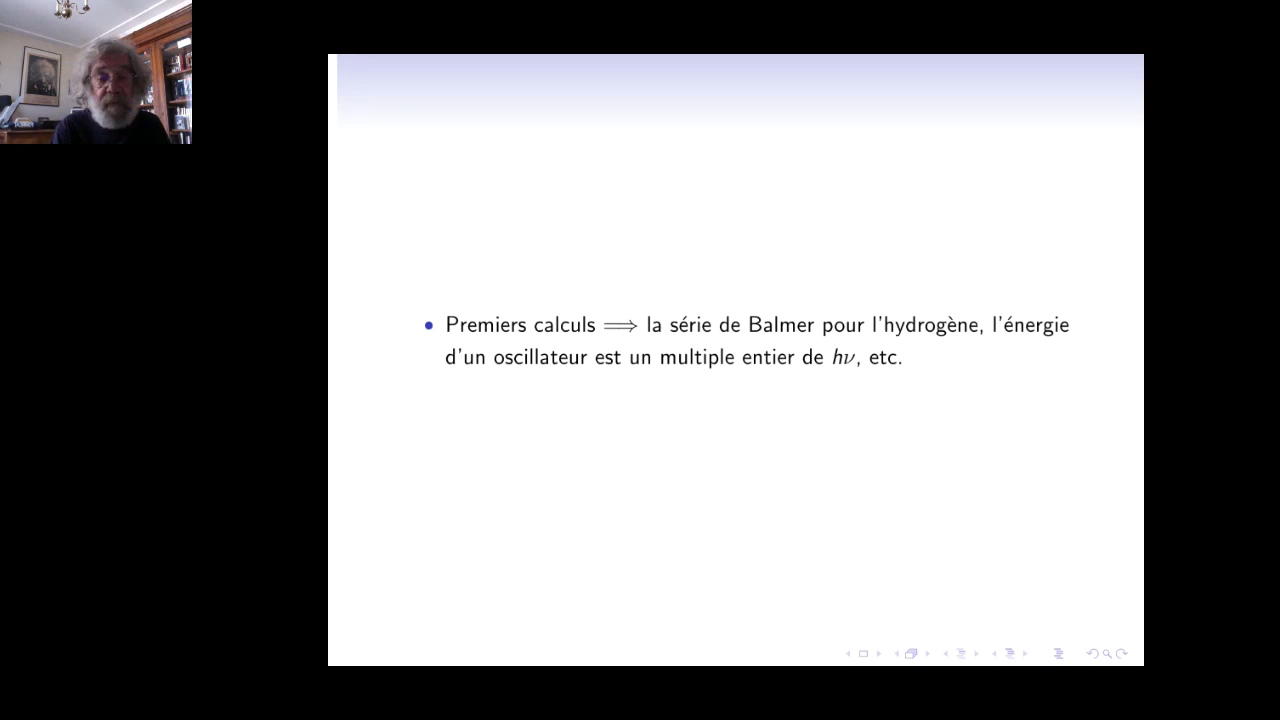 • Premiers calculs ⟹ la série de Balmer pour l'hydrogène, l'énergie
d'un oscillateur est un multiple entier de hν, etc.